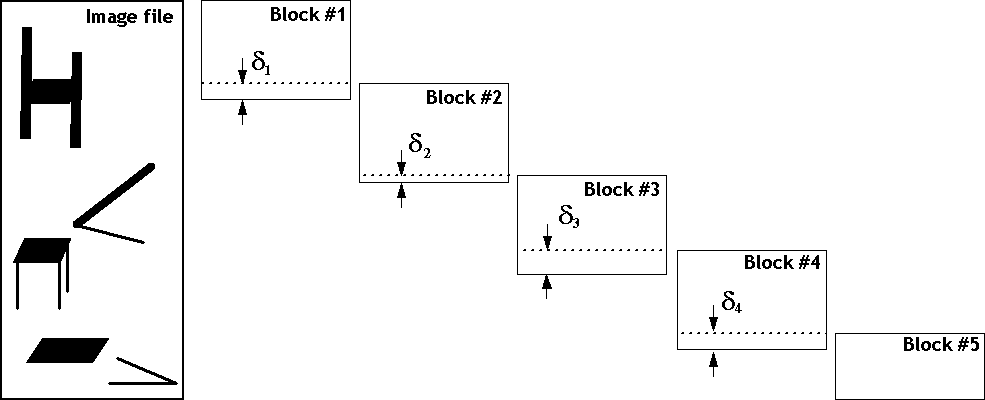 Image file
Block #1
δ1
Block #2
δ2
Block #3
δ3
Block #4
δ4
Block #5